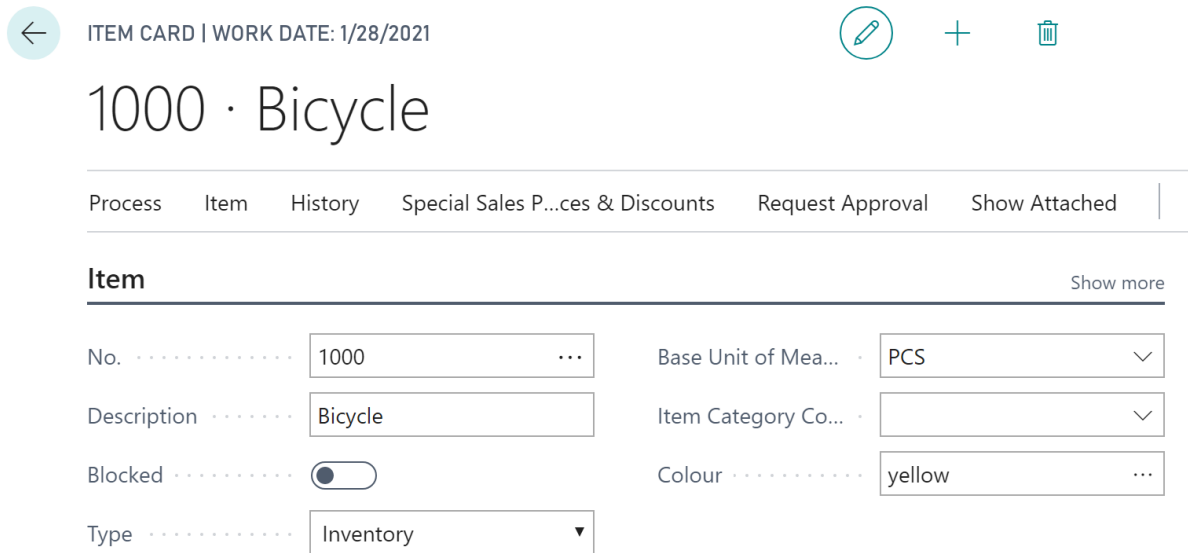 ITEM CARD | WORK DATE: 1/28/2021
1000 · Bicycle
Process Item History Special Sales P...ces & Discounts Request Approval Show Attached
Item Show more
No. 1000 ... Base Unit of Mea... PCS
Description Bicycle Item Category Co...
Blocked Colour yellow ...
Type Inventory